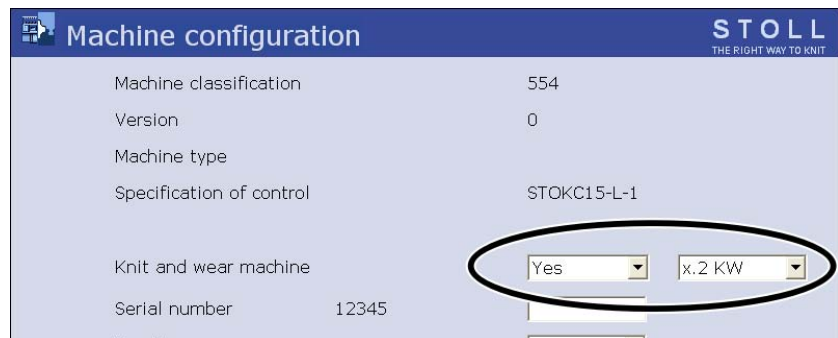 Machine configuration
STOLL
THE RIGHT WAY TO KNIT
Machine classification 554
Version 0
Machine type
Specification of control STOKC15-L-1
Knit and wear machine Yes x.2 KW
Serial number 12345